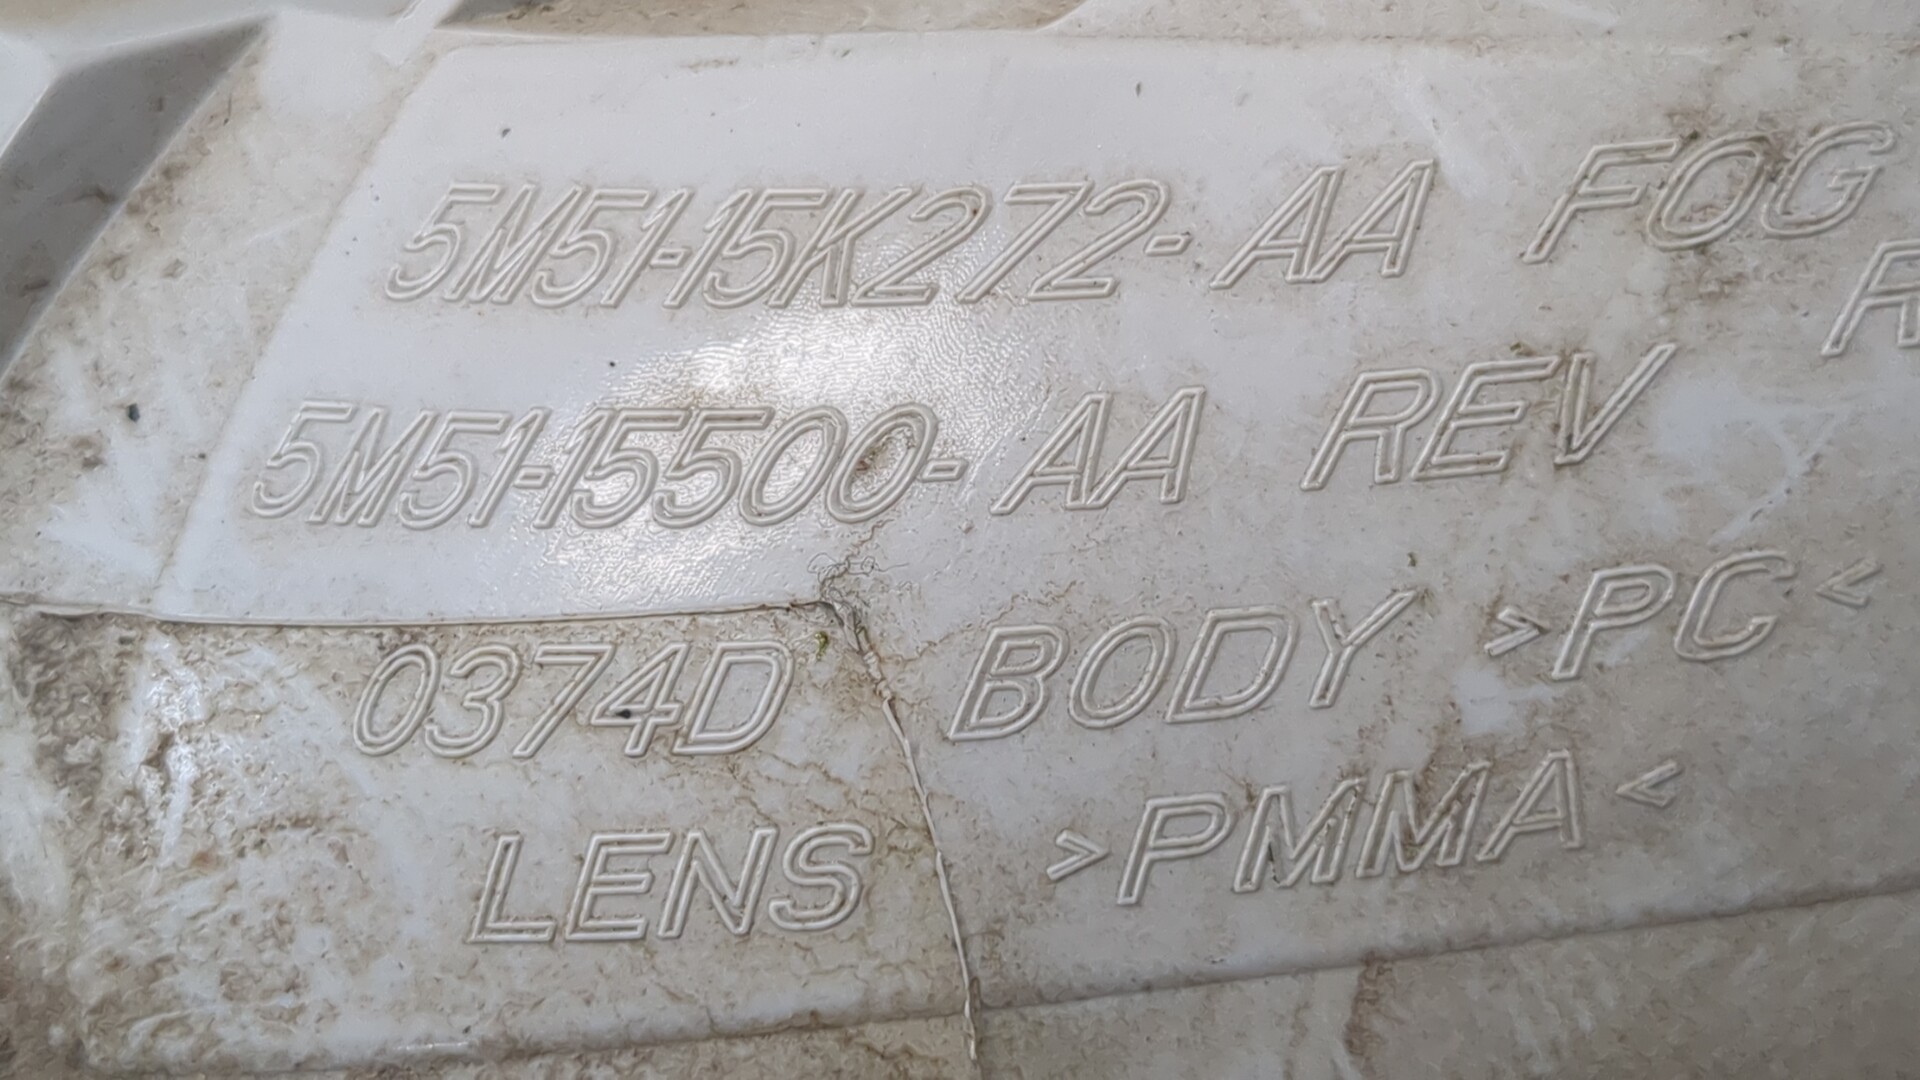 5M51-15K272-AA FOG
R
5M51-15500-AA REV
0374D BODY >PC<
LENS >PMMA<